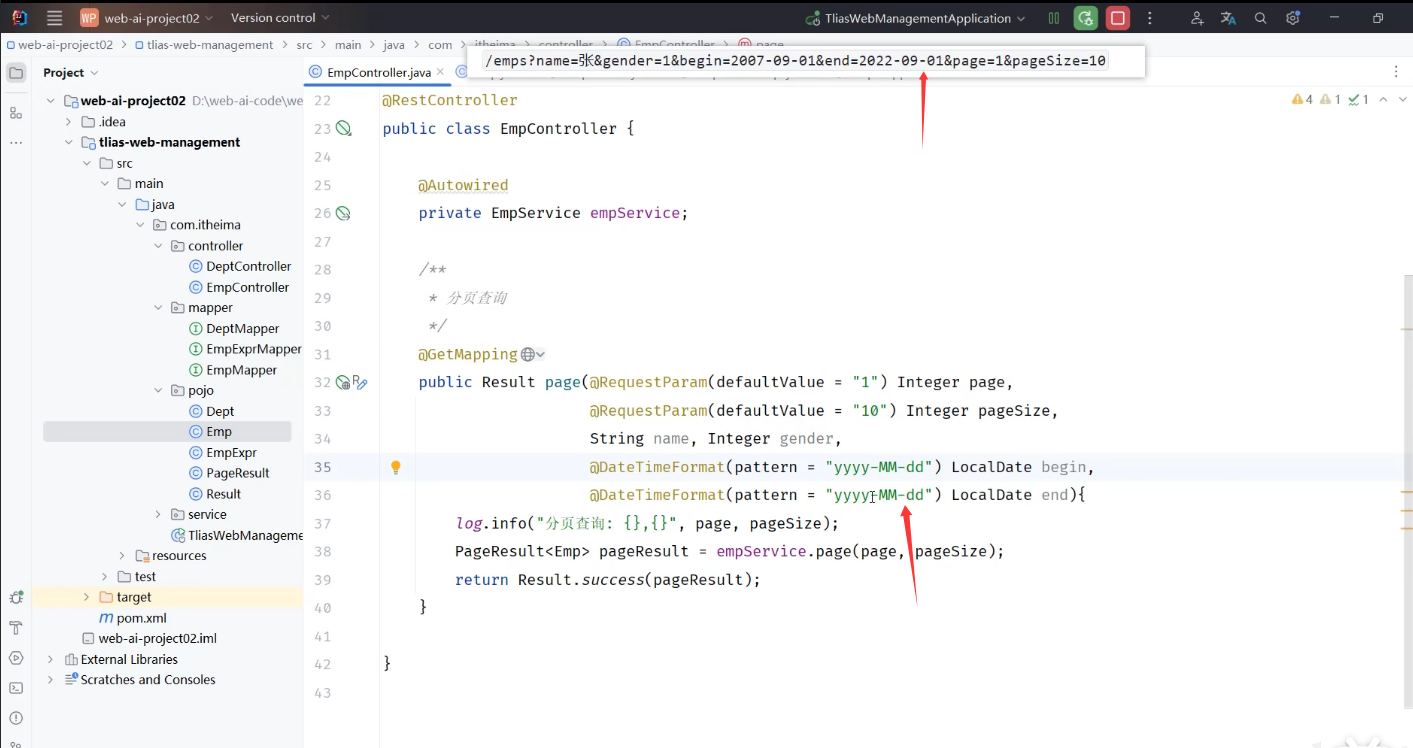 WP web-ai-project02 Version control TliasWebManagementApplication
web-ai-project02 tlias-web-management src main java com itheima controller EmpController page
/emps?name=张&gender=1&begin=2007-09-01&end=2022-09-01&page=1&pageSize=10
Project
EmpController.java
web-ai-project02 D:\web-ai-code\we
.idea
tlias-web-management
src
main
java
com.itheima
controller
DeptController
EmpController
mapper
DeptMapper
EmpExprMapper
EmpMapper
pojo
Dept
Emp
EmpExpr
PageResult
Result
service
TliasWebManageme
resources
test
target
pom.xml
web-ai-project02.iml
External Libraries
Scratches and Consoles
4 1 1
22 @RestController
23 public class EmpController {
24
25 @Autowired
26 private EmpService empService;
27
28 /**
29 * 分页查询
30 */
31 @GetMapping
32 public Result page(@RequestParam(defaultValue = "1") Integer page,
33 @RequestParam(defaultValue = "10") Integer pageSize,
34 String name, Integer gender,
35 @DateTimeFormat(pattern = "yyyy-MM-dd") LocalDate begin,
36 @DateTimeFormat(pattern = "yyyy-MM-dd") LocalDate end){
37 log.info("分页查询: {},{}", page, pageSize);
38 PageResult<Emp> pageResult = empService.page(page, pageSize);
39 return Result.success(pageResult);
40 }
41
42 }
43